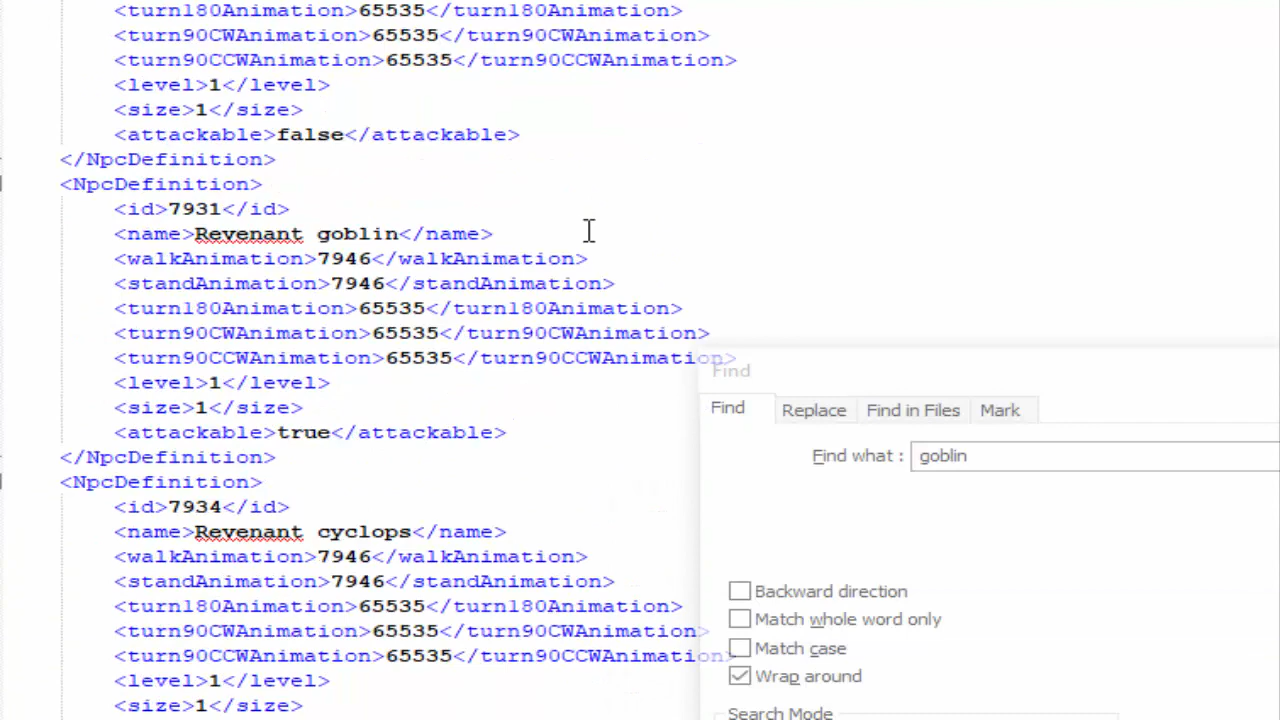 <turn180Animation>65535</turn180Animation>
<turn90CWAnimation>65535</turn90CWAnimation>
<turn90CCWAnimation>65535</turn90CCWAnimation>
<level>1</level>
<size>1</size>
<attackable>false</attackable>
</NpcDefinition>
<NpcDefinition>
<id>7931</id>
<name>Revenant goblin</name>
<walkAnimation>7946</walkAnimation>
<standAnimation>7946</standAnimation>
<turn180Animation>65535</turn180Animation>
<turn90CWAnimation>65535</turn90CWAnimation>
<turn90CCWAnimation>65535</turn90CCWAnimation>
<level>1</level>
<size>1</size>
<attackable>true</attackable>
</NpcDefinition>
<NpcDefinition>
<id>7934</id>
<name>Revenant cyclops</name>
<walkAnimation>7946</walkAnimation>
<standAnimation>7946</standAnimation>
<turn180Animation>65535</turn180Animation>
<turn90CWAnimation>65535</turn90CWAnimation>
<turn90CCWAnimation>65535</turn90CCWAnimation>
<level>1</level>
<size>1</size>
Find
Find Replace Find in Files Mark
Find what : goblin
Backward direction
Match whole word only
Match case
Wrap around
Search Mode